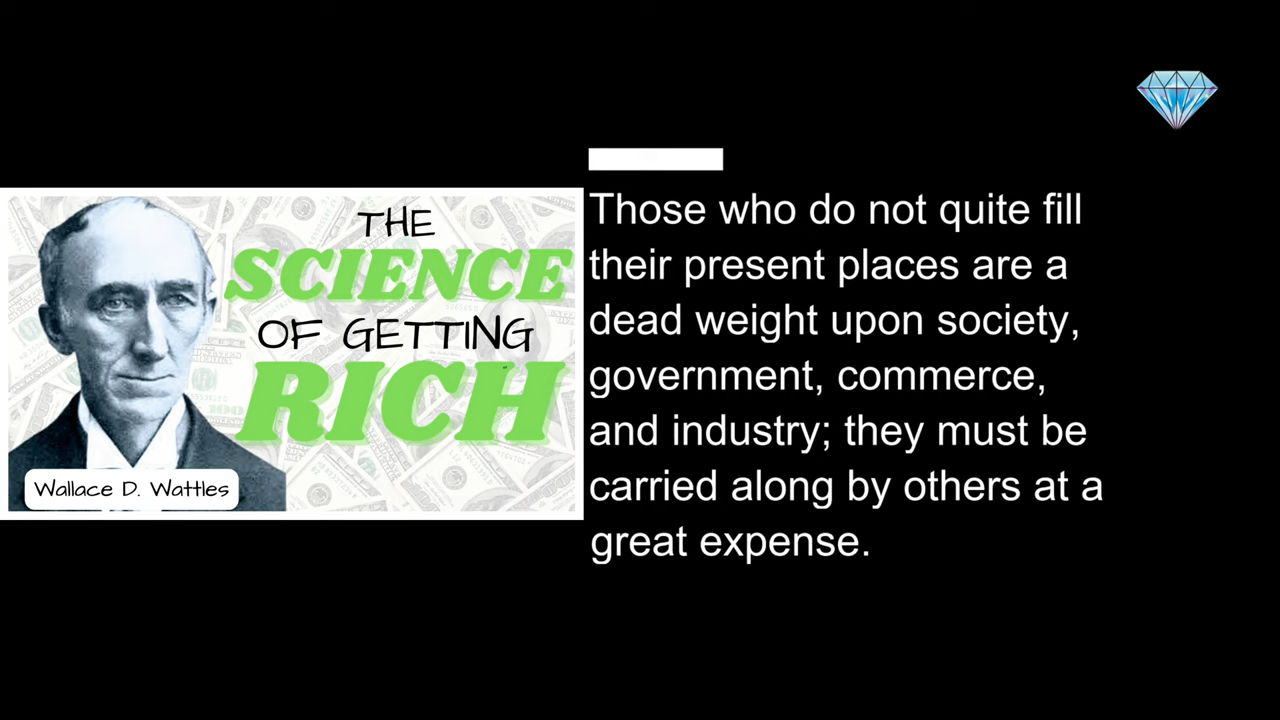 THE
SCIENCE
OF GETTING
RICH
Wallace D. Wattles
Those who do not quite fill
their present places are a
dead weight upon society,
government, commerce,
and industry; they must be
carried along by others at a
great expense.